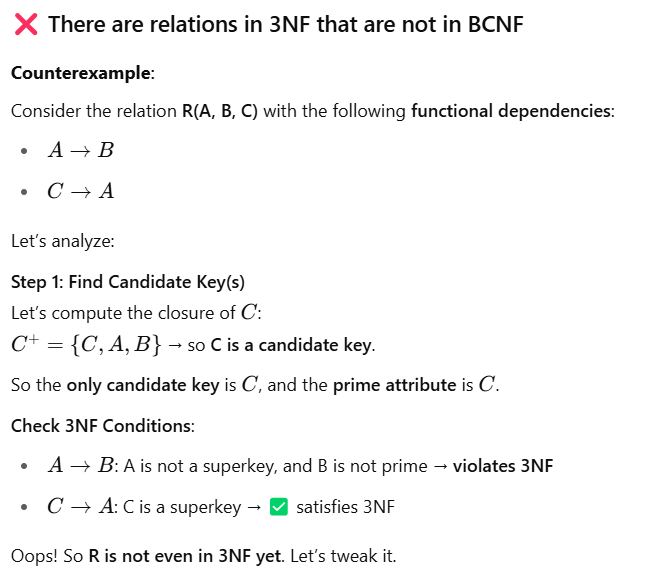 ❌ There are relations in 3NF that are not in BCNF
Counterexample:
Consider the relation R(A, B, C) with the following functional dependencies:
• A → B
• C → A
Let's analyze:
Step 1: Find Candidate Key(s)
Let's compute the closure of C:
C⁺ = {C, A, B} → so C is a candidate key.
So the only candidate key is C, and the prime attribute is C.
Check 3NF Conditions:
• A → B: A is not a superkey, and B is not prime → violates 3NF
• C → A: C is a superkey → ✅ satisfies 3NF
Oops! So R is not even in 3NF yet. Let's tweak it.